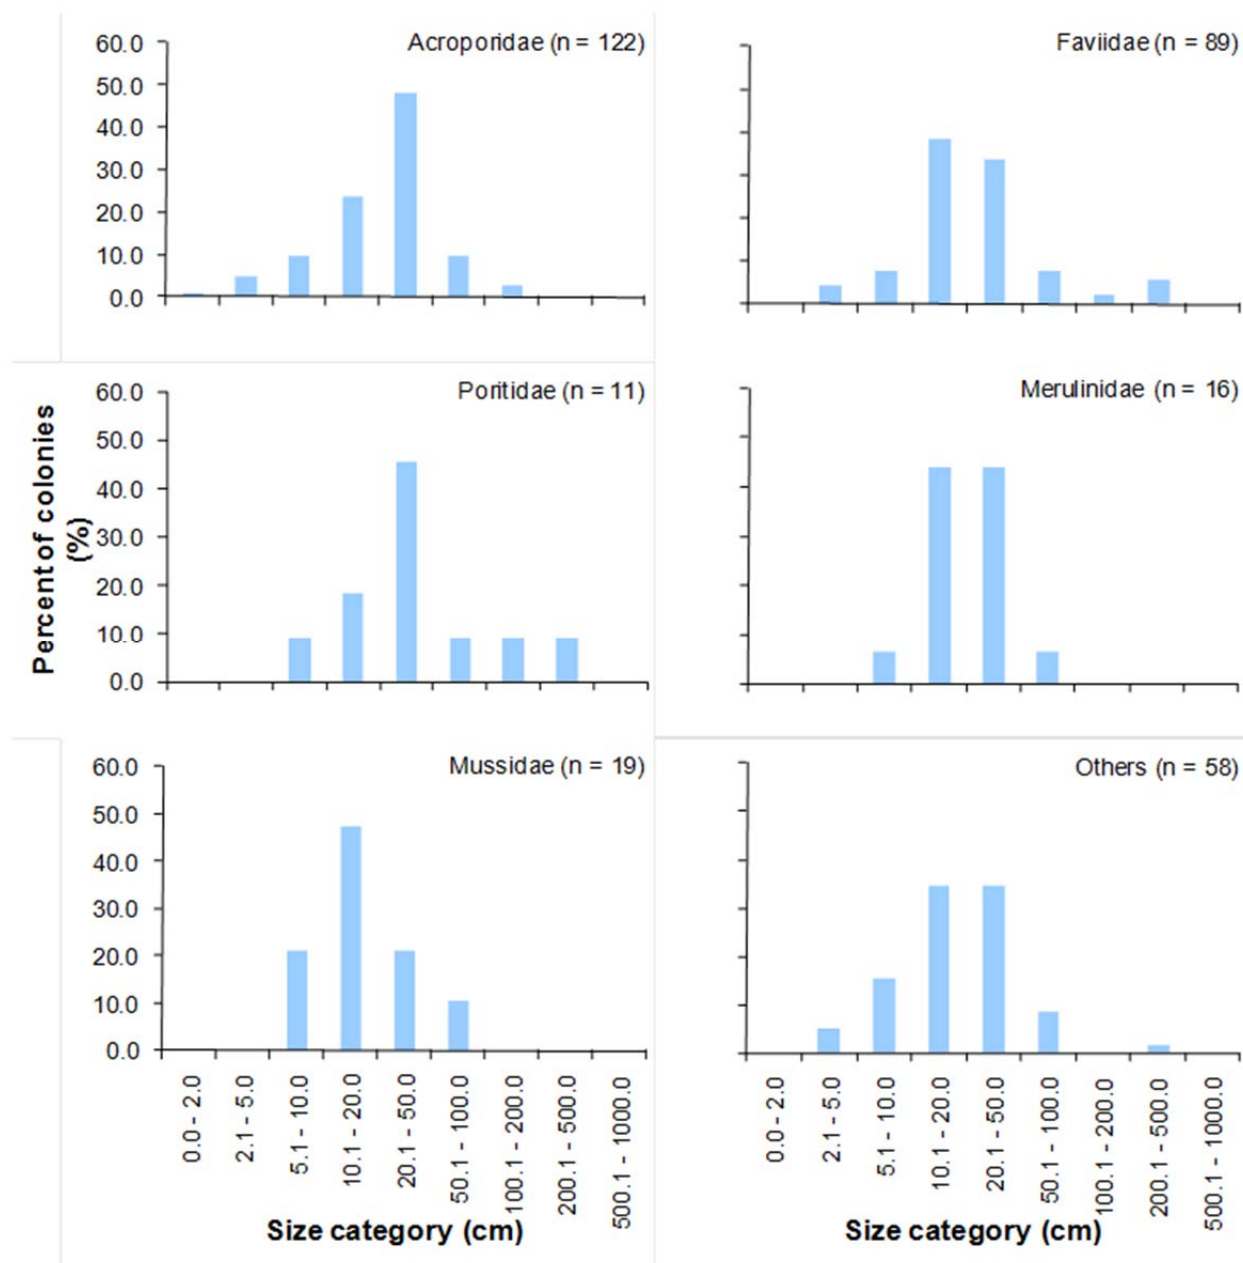 Acroporidae (n = 122)
60.0
50.0
40.0
30.0
20.0
10.0
0.0
Faviidae (n = 89)
Poritidae (n = 11)
60.0
50.0
40.0
30.0
20.0
10.0
0.0
Merulinidae (n = 16)
Percent of colonies
(%)
Mussidae (n = 19)
60.0
50.0
40.0
30.0
20.0
10.0
0.0
Others (n = 58)
0.0 - 2.0
2.1 - 5.0
5.1 - 10.0
10.1 - 20.0
20.1 - 50.0
50.1 - 100.0
100.1 - 200.0
200.1 - 500.0
500.1 - 1000.0
Size category (cm)
0.0 - 2.0
2.1 - 5.0
5.1 - 10.0
10.1 - 20.0
20.1 - 50.0
50.1 - 100.0
100.1 - 200.0
200.1 - 500.0
500.1 - 1000.0
Size category (cm)